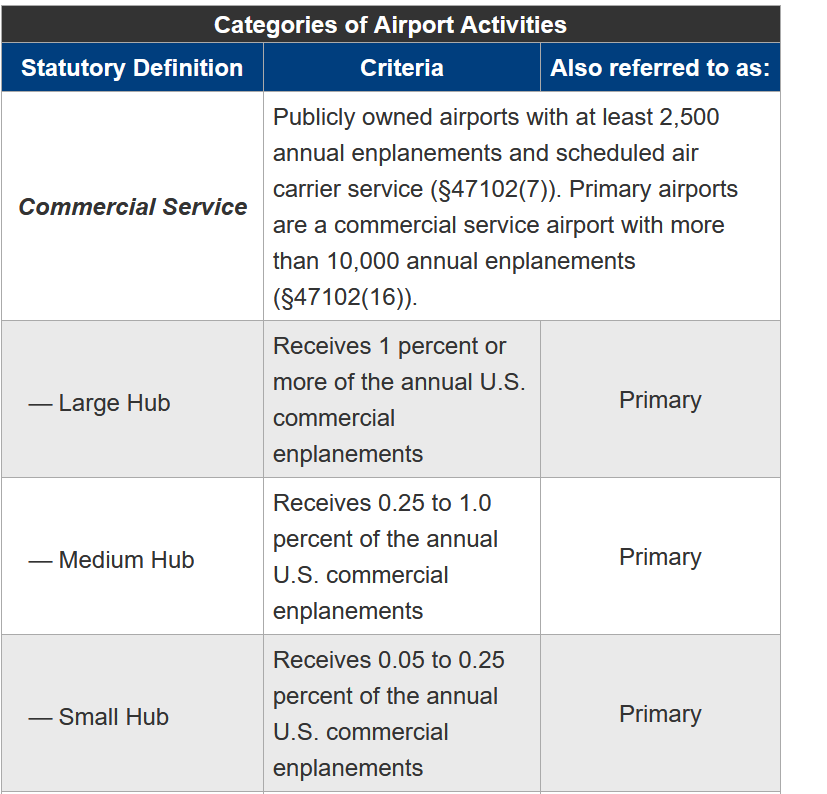 Categories of Airport Activities
Statutory Definition
Criteria
Also referred to as:
Commercial Service
Publicly owned airports with at least 2,500
annual enplanements and scheduled air
carrier service (§47102(7)). Primary airports
are a commercial service airport with more
than 10,000 annual enplanements
(§47102(16)).
— Large Hub
Receives 1 percent or
more of the annual U.S.
commercial
enplanements
Primary
— Medium Hub
Receives 0.25 to 1.0
percent of the annual
U.S. commercial
enplanements
Primary
— Small Hub
Receives 0.05 to 0.25
percent of the annual
U.S. commercial
enplanements
Primary